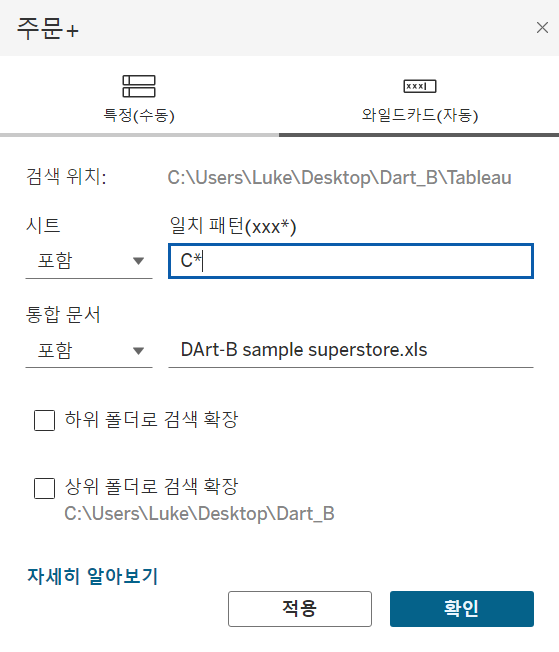 주문+
xxx
특정(수동) 와일드카드(자동)
검색 위치: C:\Users\Luke\Desktop\Dart_B\Tableau
시트 일치 패턴(xxx*)
포함 C*
통합 문서
포함 DArt-B sample superstore.xls
하위 폴더로 검색 확장
상위 폴더로 검색 확장
C:\Users\Luke\Desktop\Dart_B
자세히 알아보기
적용 확인